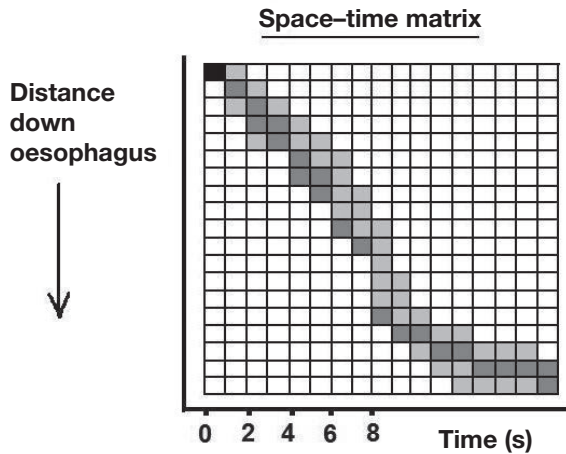 Space–time matrix
Distance
down
oesophagus
0 2 4 6 8
Time (s)